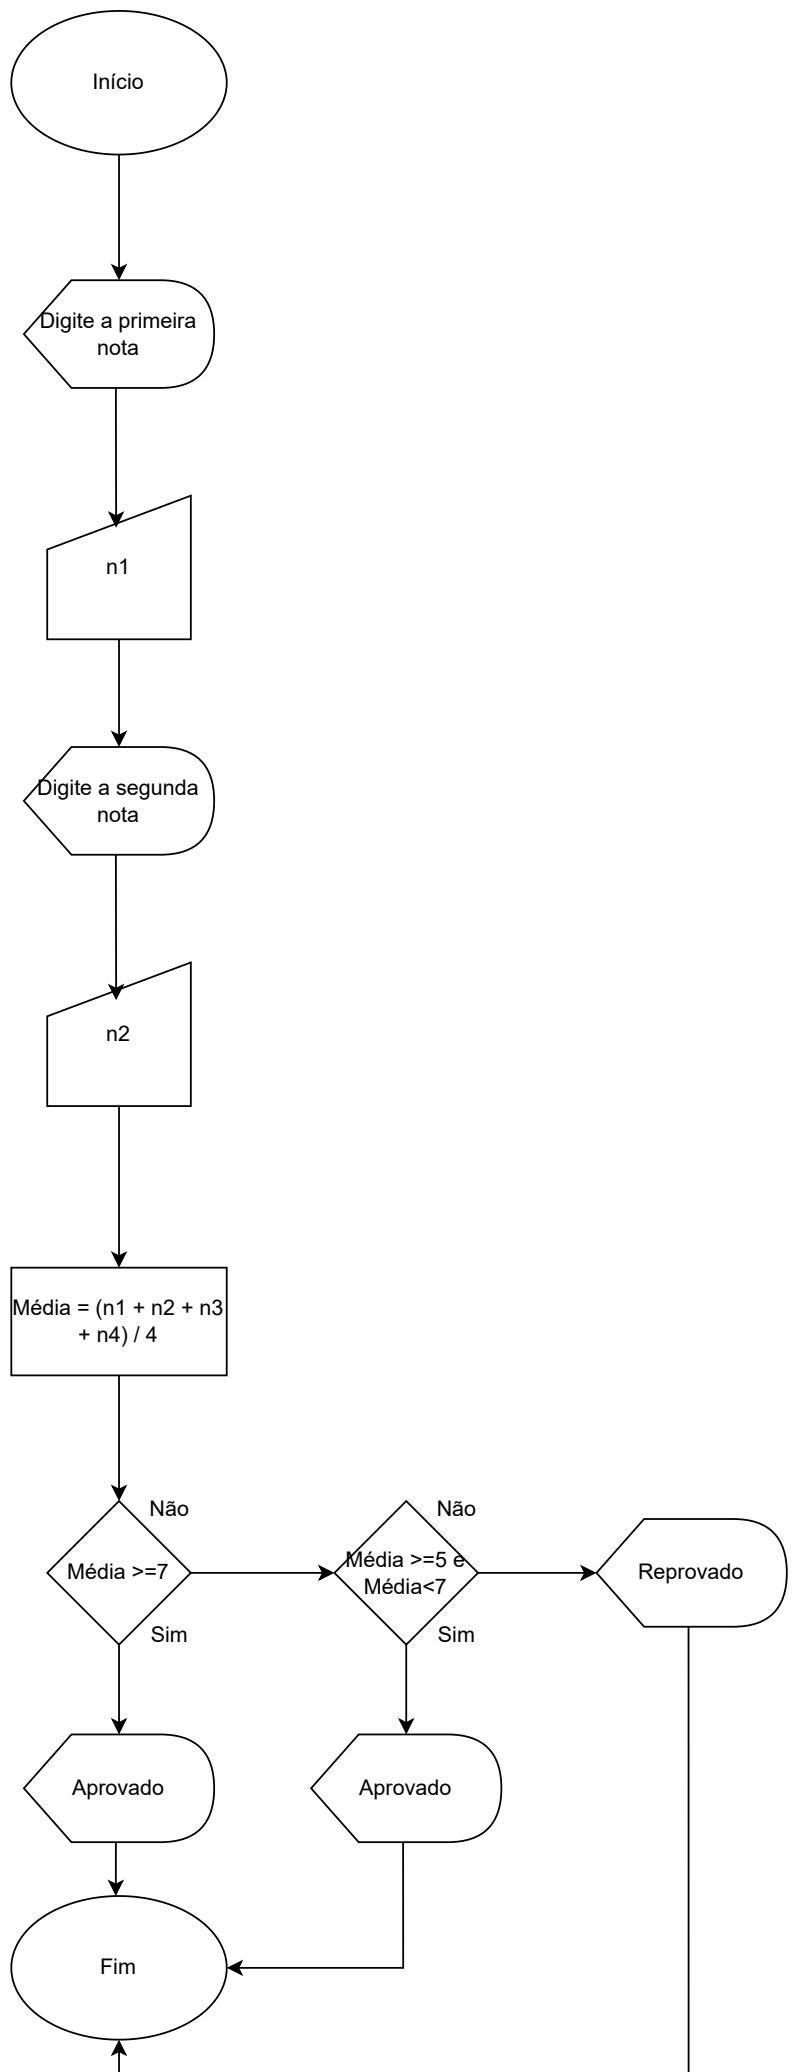 Início
Digite a primeira
nota
n1
Digite a segunda
nota
n2
Média = (n1 + n2 + n3
+ n4) / 4
Não
Média >=7
Sim
Não
Média >=5 e
Média<7
Sim
Reprovado
Aprovado
Aprovado
Fim